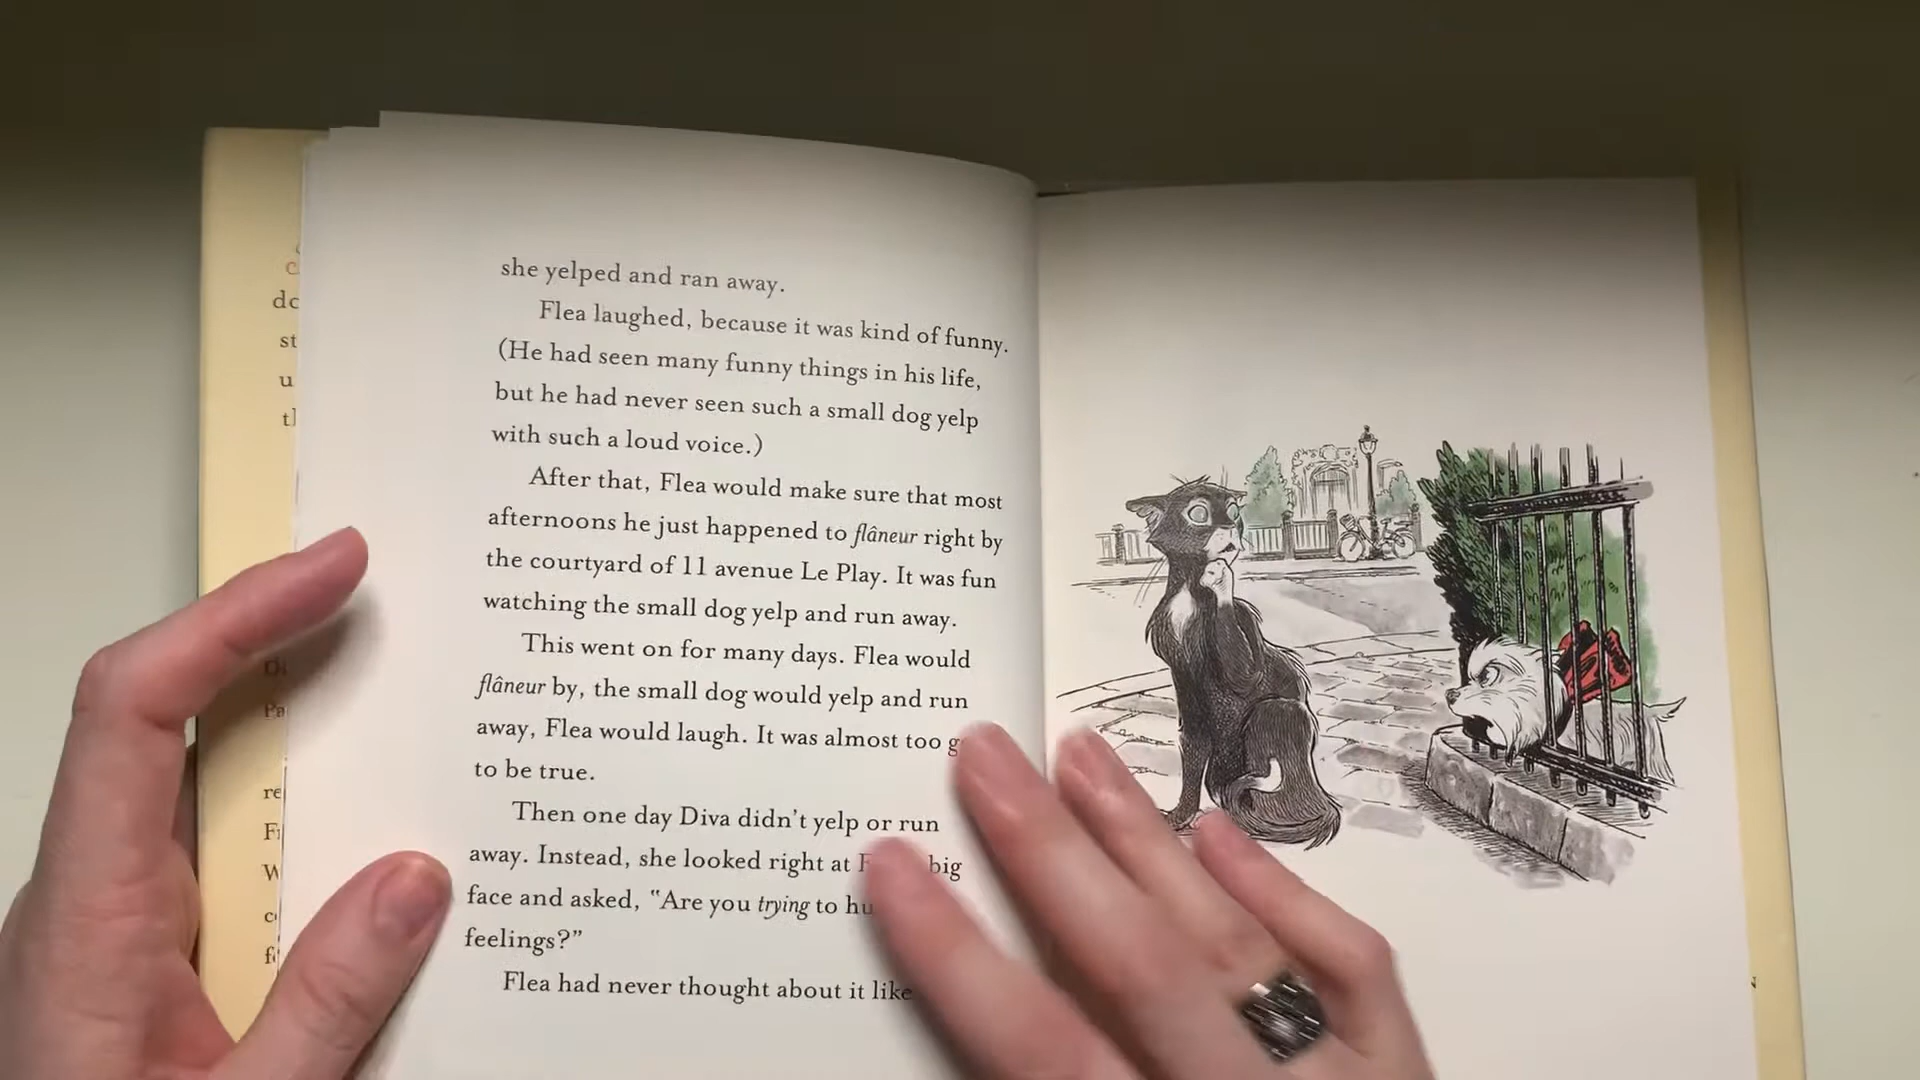 she yelped and ran away.
Flea laughed, because it was kind of funny.
(He had seen many funny things in his life,
but he had never seen such a small dog yelp
with such a loud voice.)
After that, Flea would make sure that most
afternoons he just happened to flâneur right by
the courtyard of 11 avenue Le Play. It was fun
watching the small dog yelp and run away.
This went on for many days. Flea would
flâneur by, the small dog would yelp and run
away, Flea would laugh. It was almost too
to be true.
Then one day Diva didn't yelp or run
away. Instead, she looked right at big
face and asked, “Are you trying to
feelings?”
Flea had never thought about it like